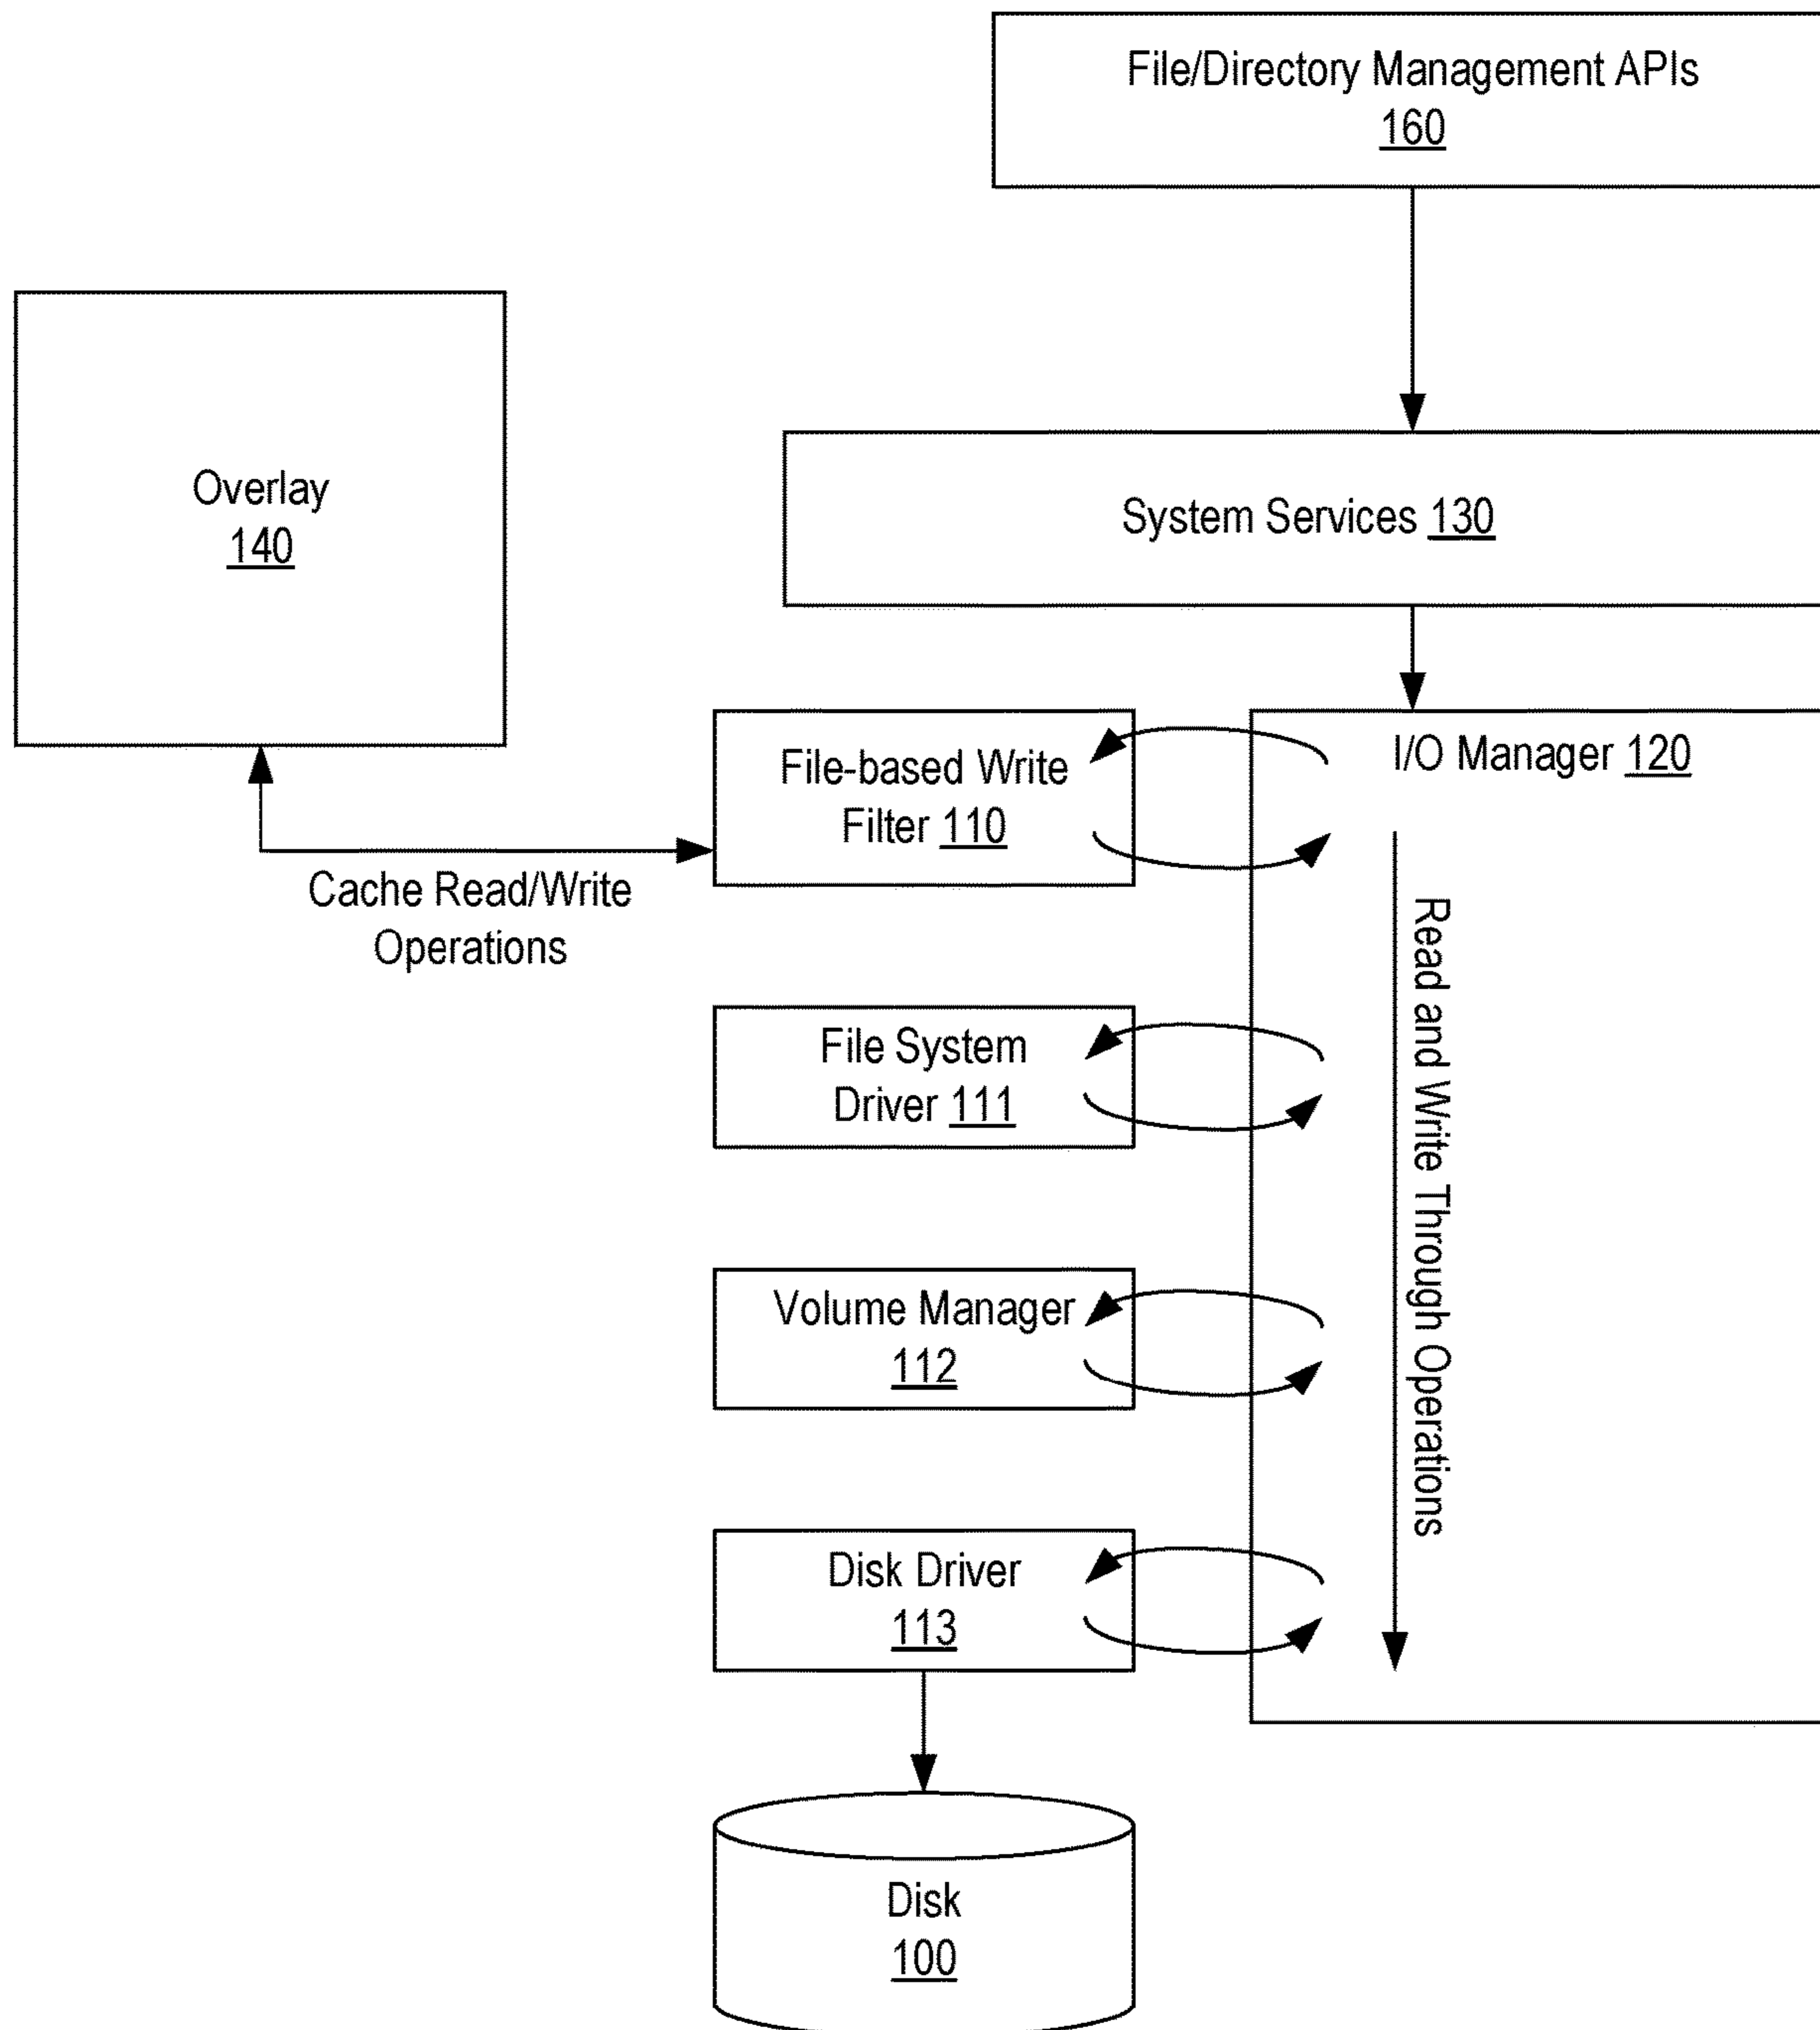 File/Directory Management APIs
160
Overlay
140
System Services 130
File-based Write
Filter 110
I/O Manager 120
Cache Read/Write
Operations
Read and Write Through Operations
File System
Driver 111
Volume Manager
112
Disk Driver
113
Disk
100